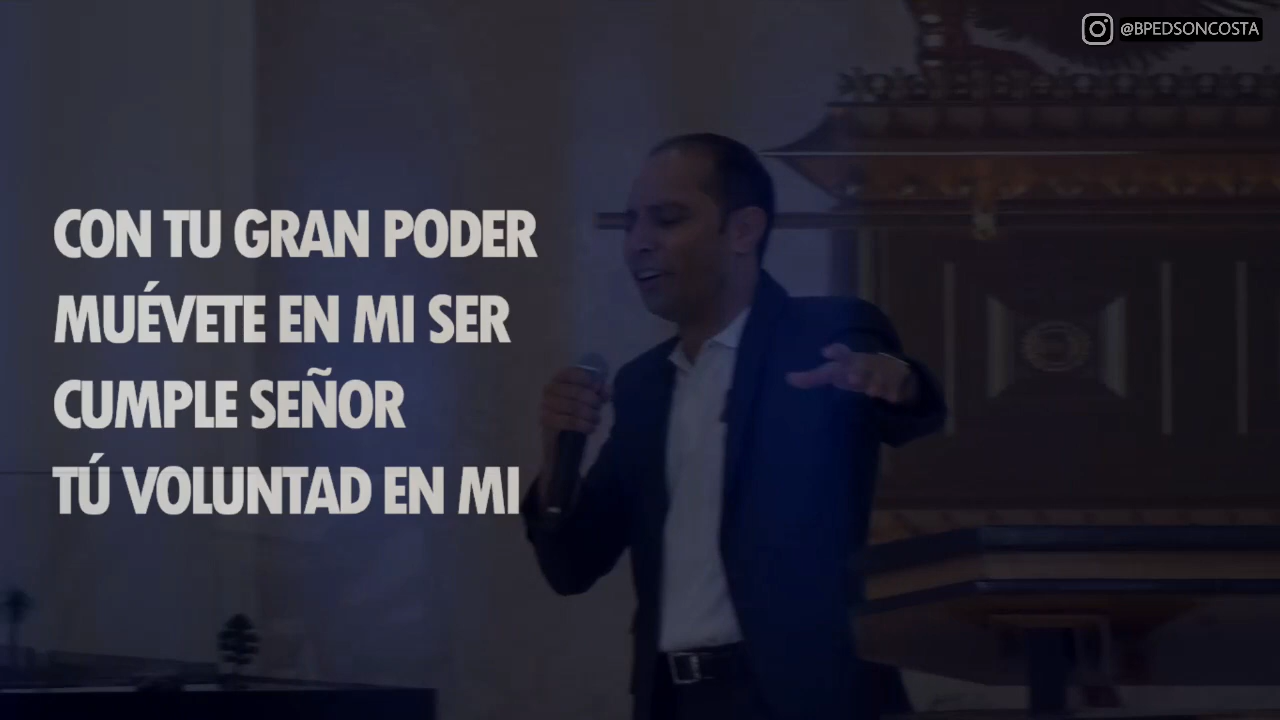 @BPEDSONCOSTA
CON TU GRAN PODER
MUÉVETE EN MI SER
CUMPLE SEÑOR
TÚ VOLUNTAD EN MI